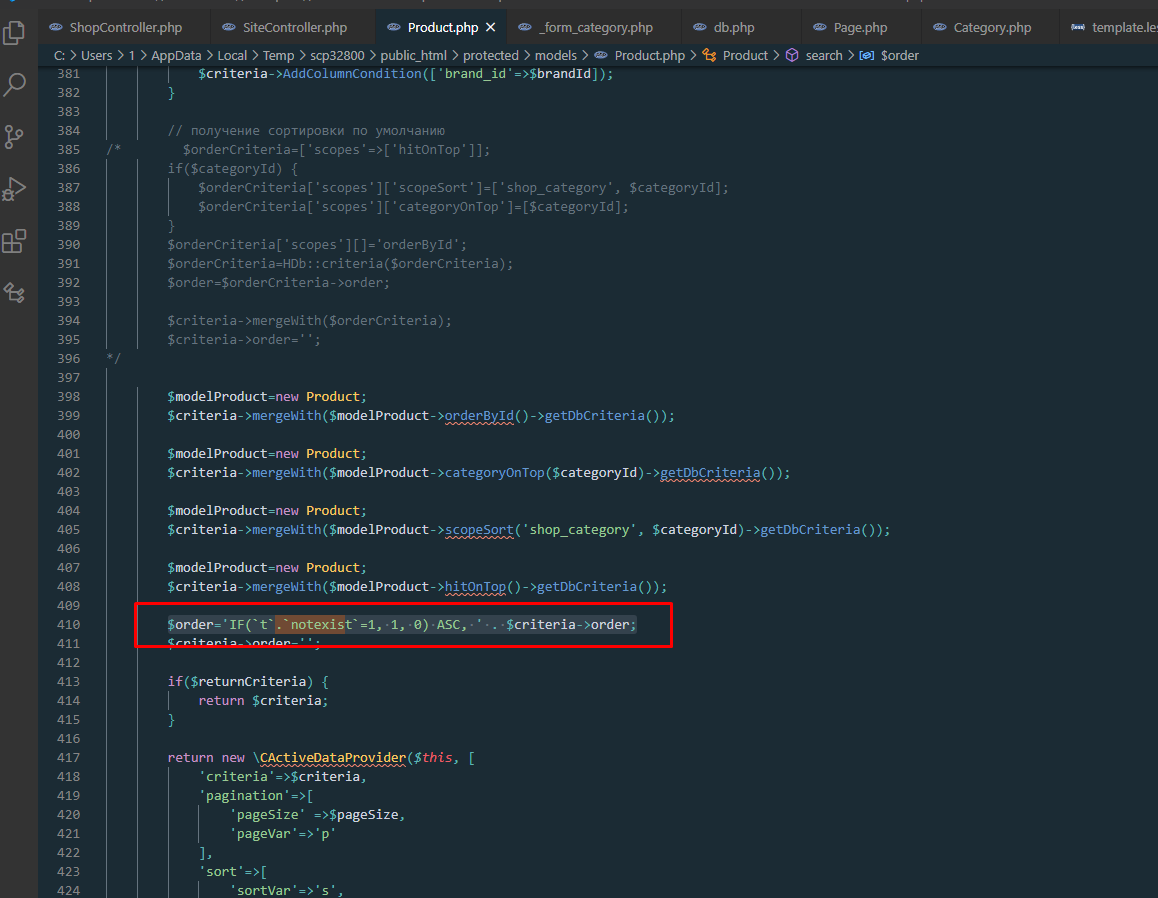 ShopController.php SiteController.php Product.php _form_category.php db.php Page.php Category.php template.les
C: > Users > 1 > AppData > Local > Temp > scp32800 > public_html > protected > models > Product.php > Product > search > $order
381 $criteria->AddColumnCondition(['brand_id'=>$brandId]);
382 }
383
384 // получение сортировки по умолчанию
385 /* $orderCriteria=['scopes'=>['hitOnTop']];
386 if($categoryId) {
387 $orderCriteria['scopes']['scopeSort']=['shop_category', $categoryId];
388 $orderCriteria['scopes']['categoryOnTop']=[$categoryId];
389 }
390 $orderCriteria['scopes'][]='orderById';
391 $orderCriteria=HDb::criteria($orderCriteria);
392 $order=$orderCriteria->order;
393
394 $criteria->mergeWith($orderCriteria);
395 $criteria->order='';
396 */
397
398 $modelProduct=new Product;
399 $criteria->mergeWith($modelProduct->orderById()->getDbCriteria());
400
401 $modelProduct=new Product;
402 $criteria->mergeWith($modelProduct->categoryOnTop($categoryId)->getDbCriteria());
403
404 $modelProduct=new Product;
405 $criteria->mergeWith($modelProduct->scopeSort('shop_category', $categoryId)->getDbCriteria());
406
407 $modelProduct=new Product;
408 $criteria->mergeWith($modelProduct->hitOnTop()->getDbCriteria());
409
410 $order='IF(`t`.`notexist`=1, 1, 0) ASC, ' . $criteria->order;
411 $criteria->order='';
412
413 if($returnCriteria) {
414 return $criteria;
415 }
416
417 return new \CActiveDataProvider($this, [
418 'criteria'=>$criteria,
419 'pagination'=>[
420 'pageSize' =>$pageSize,
421 'pageVar'=>'p'
422 ],
423 'sort'=>[
424 'sortVar'=>'s',